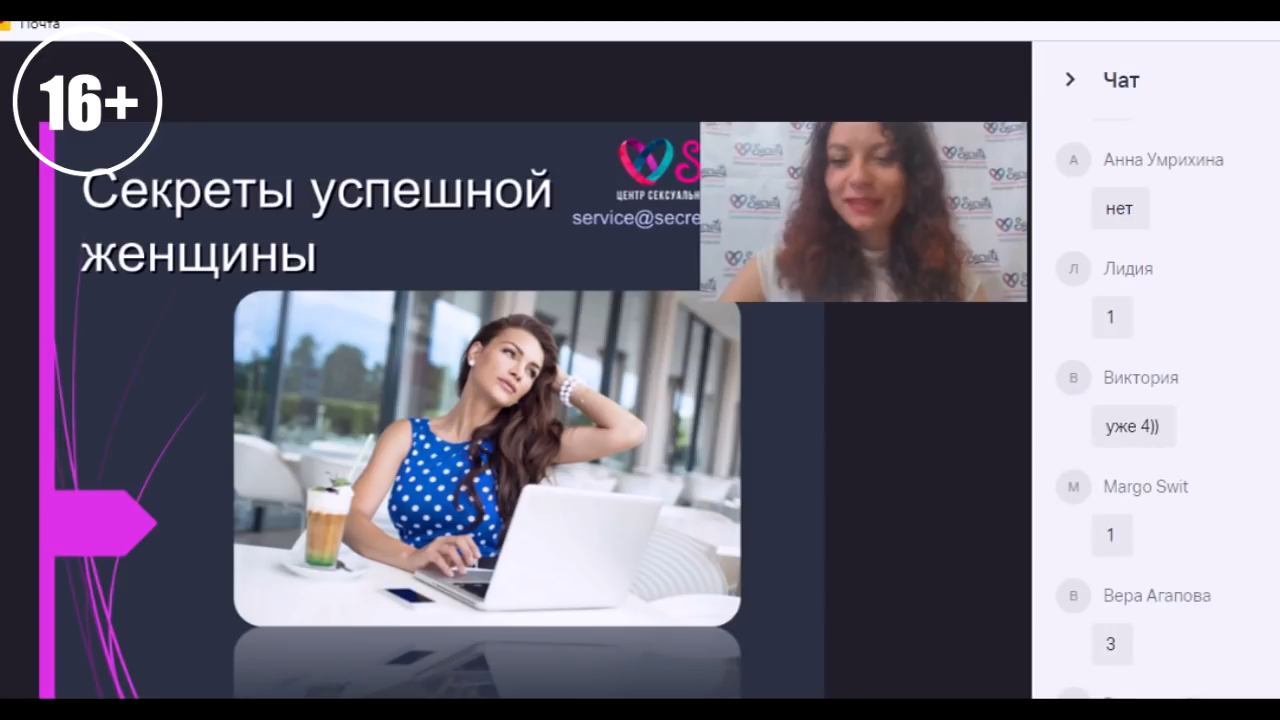 Почта
16+
Секреты успешной
женщины
ЦЕНТР СЕКСУАЛЬН
service@secre
Чат
А Анна Умрихина
нет
Л Лидия
1
В Виктория
уже 4))
M Margo Swit
1
В Вера Агапова
3